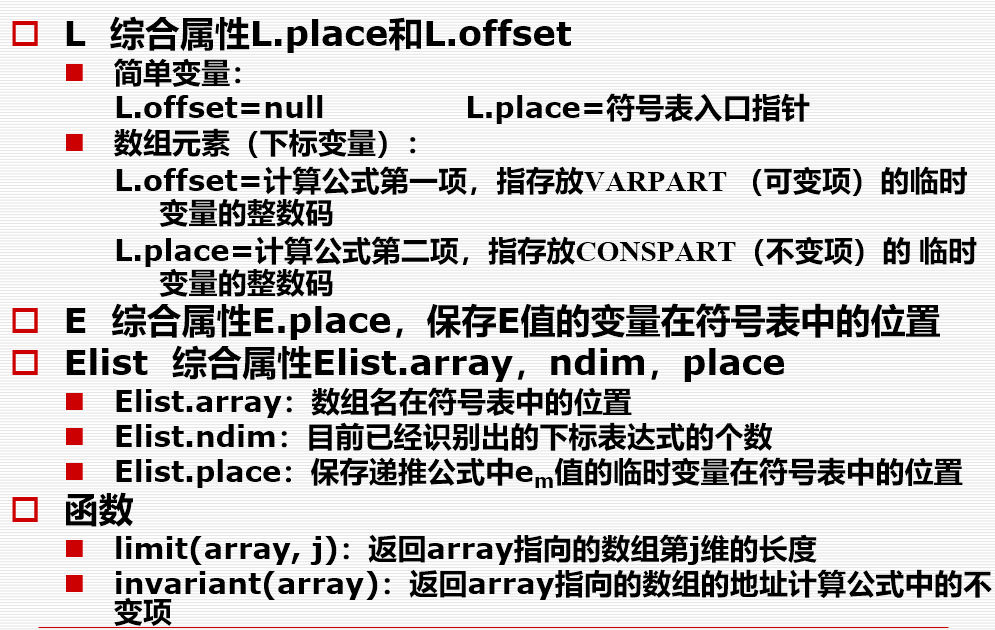 L 综合属性L.place和L.offset
简单变量：
L.offset=null L.place=符号表入口指针
数组元素（下标变量）：
L.offset=计算公式第一项，指存放VARPART （可变项）的临时
变量的整数码
L.place=计算公式第二项，指存放CONSPART（不变项）的 临时
变量的整数码
E 综合属性E.place，保存E值的变量在符号表中的位置
Elist 综合属性Elist.array，ndim，place
Elist.array：数组名在符号表中的位置
Elist.ndim：目前已经识别出的下标表达式的个数
Elist.place：保存递推公式中em值的临时变量在符号表中的位置
函数
limit(array, j)：返回array指向的数组第j维的长度
invariant(array)：返回array指向的数组的地址计算公式中的不
变项